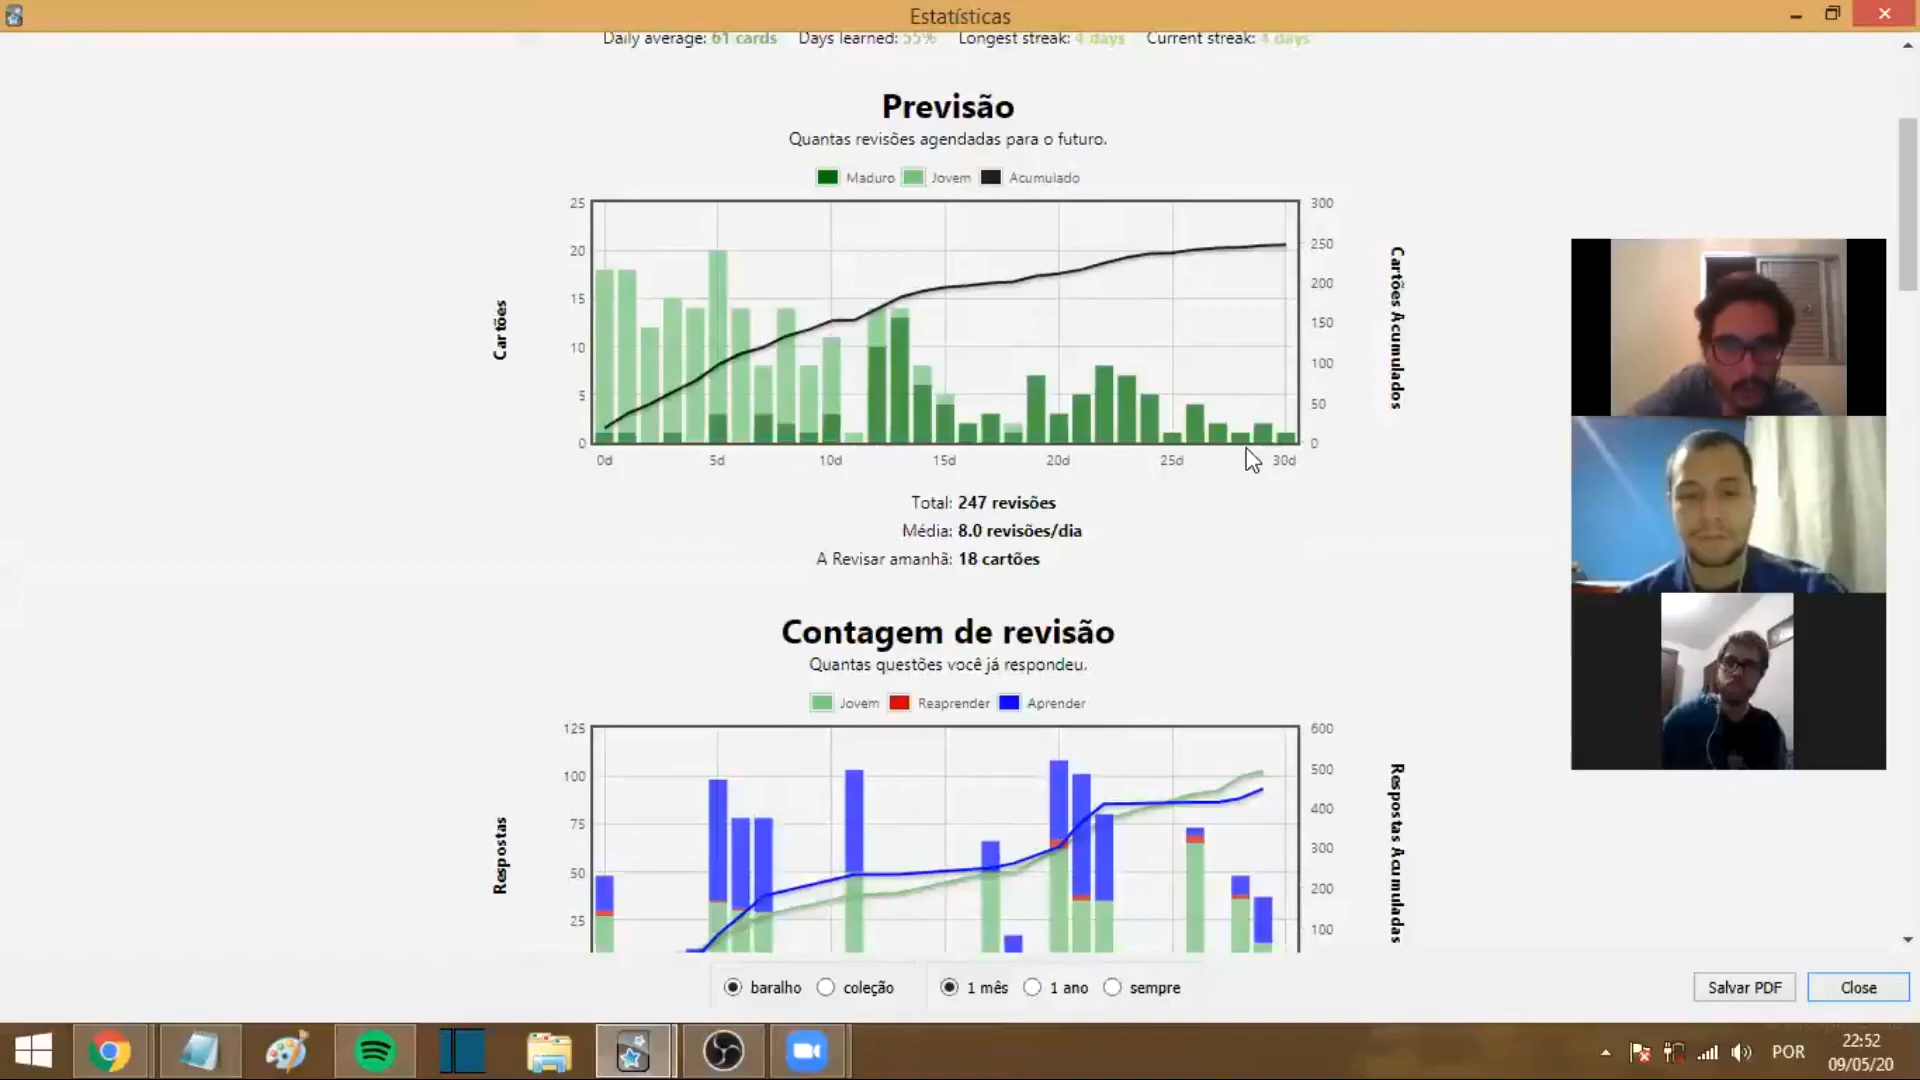 Estatísticas
Daily average: 61 cards Days learned: 55% Longest streak: 4 days Current streak: 4 days
Previsão
Quantas revisões agendadas para o futuro.
Maduro Jovem Acumulado
25 300
20 250
15 200
10 150
5 100
0 50
0
Cartões
Cartões Acumulados
0d 5d 10d 15d 20d 25d 30d
Total: 247 revisões
Média: 8.0 revisões/dia
A Revisar amanhã: 18 cartões
Contagem de revisão
Quantas questões você já respondeu.
Jovem Reaprender Aprender
125 600
100 500
75 400
50 300
25 200
100
Respostas
Respostas Acumuladas
baralho coleção 1 mês 1 ano sempre Salvar PDF Close
POR
22:52
09/05/20